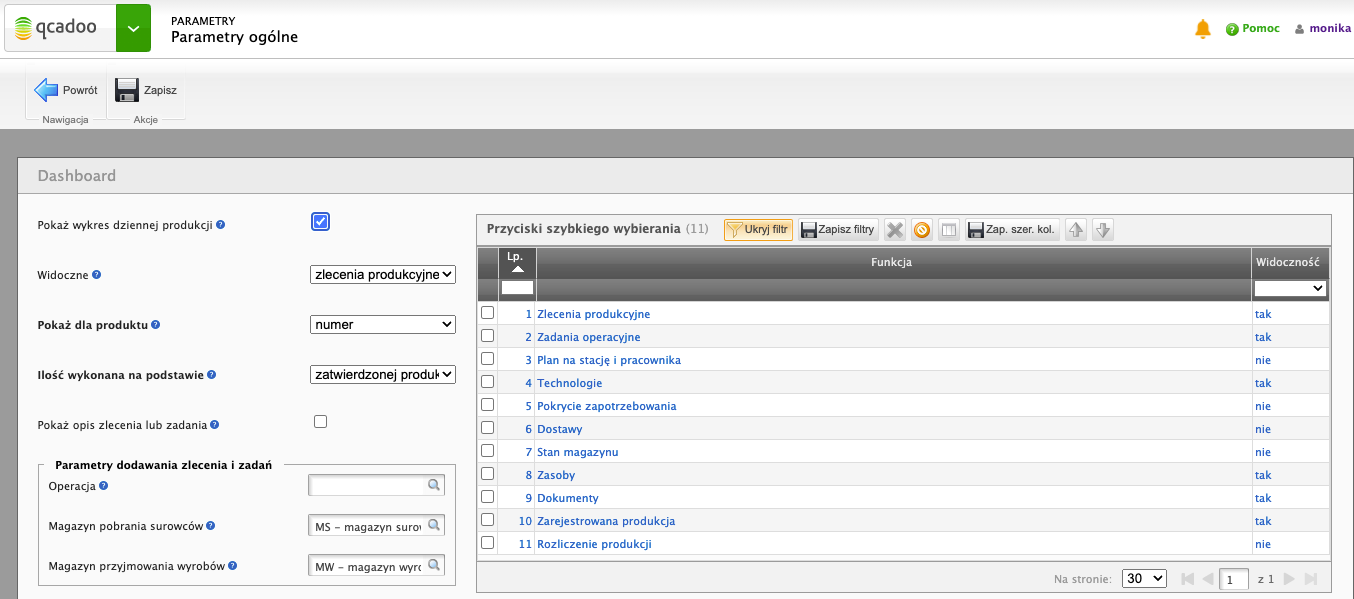 qcadoo
PARAMETRY
Parametry ogólne
Pomoc
monika
Powrót
Zapisz
Nawigacja
Akcje
Dashboard
Pokaż wykres dziennej produkcji
Widoczne
zlecenia produkcyjne
Pokaż dla produktu
numer
Ilość wykonana na podstawie
zatwierdzonej produk
Pokaż opis zlecenia lub zadania
Parametry dodawania zlecenia i zadań
Operacja
Magazyn pobrania surowców
MS – magazyn surow
Magazyn przyjmowania wyrobów
MW – magazyn wyro
Przyciski szybkiego wybierania (11)
Ukryj filtr
Zapisz filtry
Zap. szer. kol.
Lp. Funkcja Widoczność
1 Zlecenia produkcyjne tak
2 Zadania operacyjne tak
3 Plan na stację i pracownika nie
4 Technologie tak
5 Pokrycie zapotrzebowania nie
6 Dostawy nie
7 Stan magazynu nie
8 Zasoby tak
9 Dokumenty tak
10 Zarejestrowana produkcja tak
11 Rozliczenie produkcji nie
Na stronie: 30 1 z 1